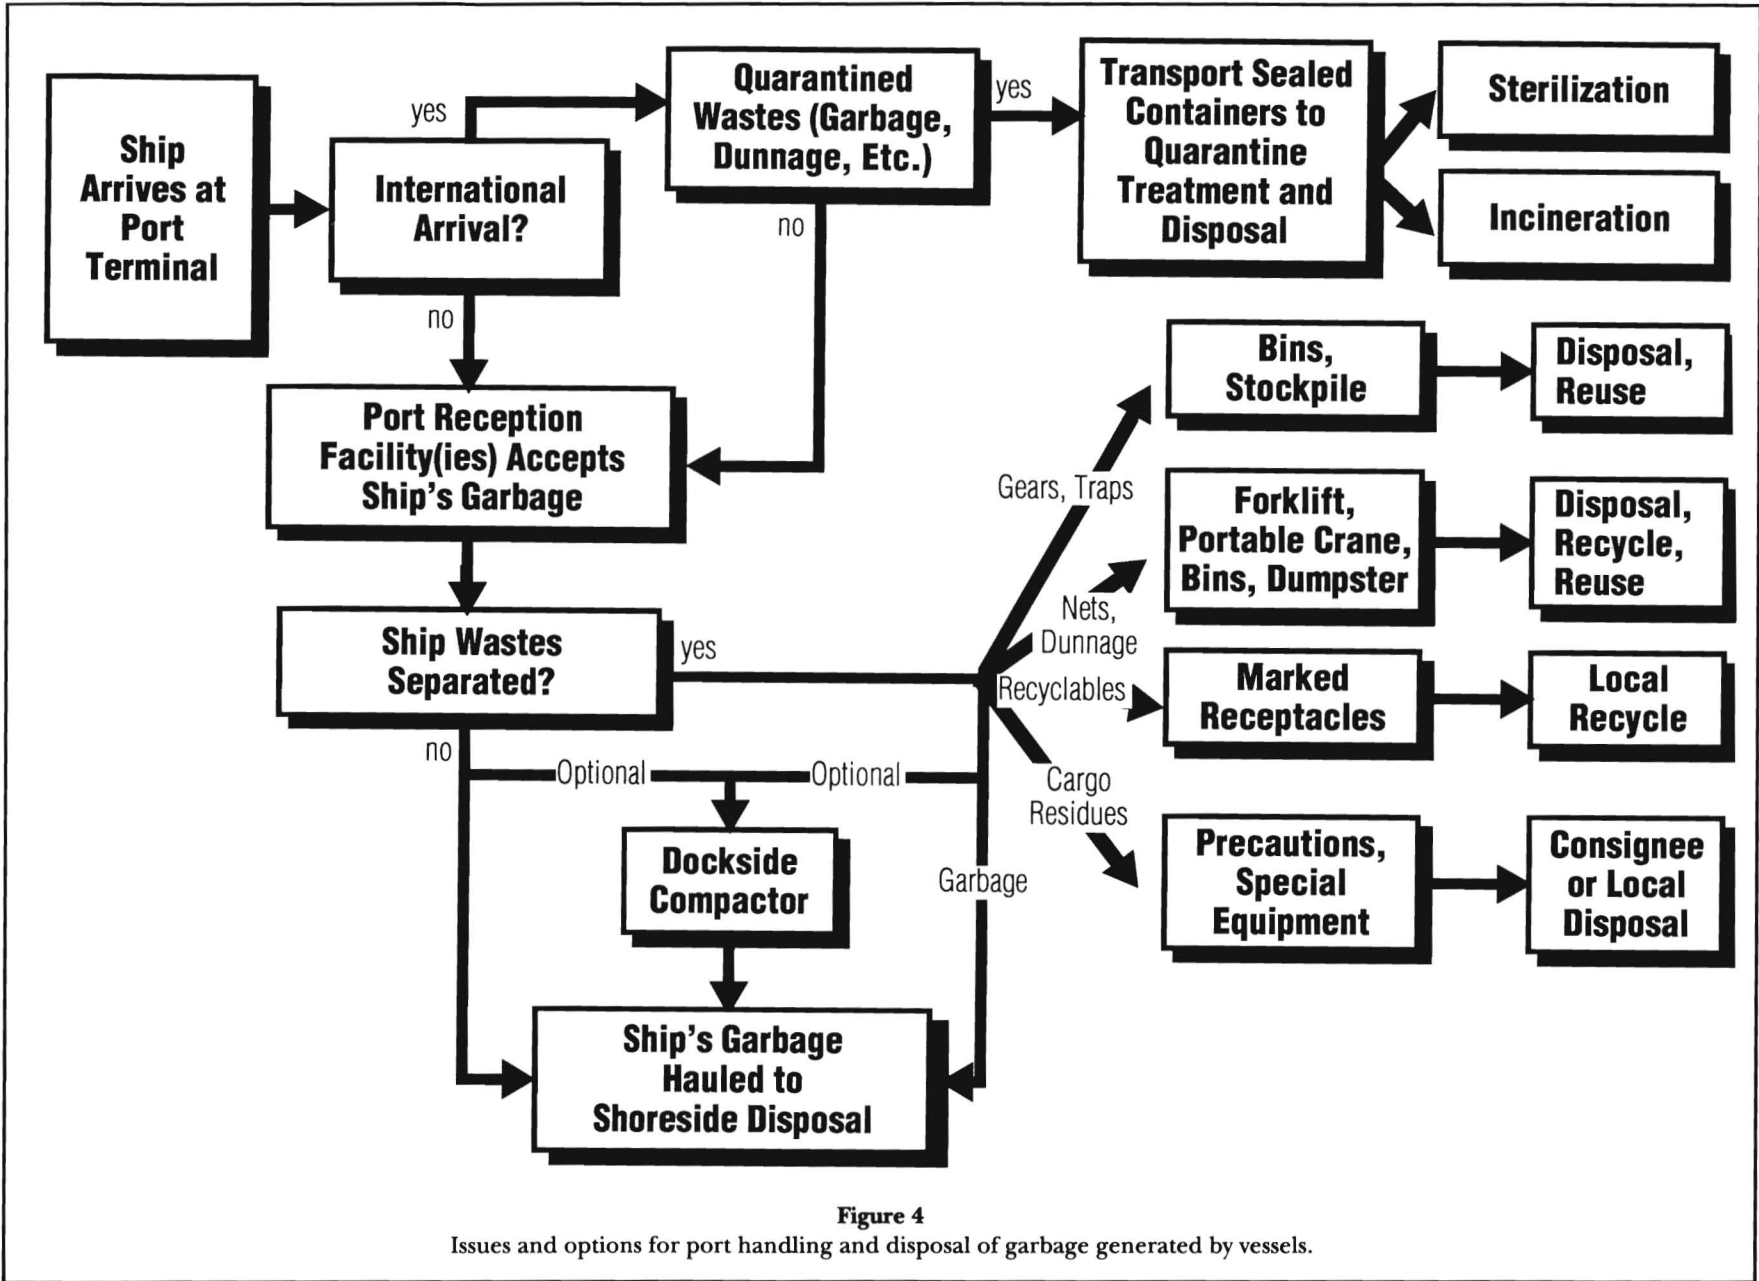 Ship
Arrives at
Port
Terminal
yes
International
Arrival?
no
Quarantined
Wastes (Garbage,
Dunnage, Etc.)
yes
no
Transport Sealed
Containers to
Quarantine
Treatment and
Disposal
Sterilization
Incineration
Port Reception
Facility(ies) Accepts
Ship's Garbage
Ship Wastes
Separated?
yes
no
Optional
Optional
Dockside
Compactor
Garbage
Ship's Garbage
Hauled to
Shoreside Disposal
Gears, Traps
Bins,
Stockpile
Disposal,
Reuse
Nets,
Dunnage
Forklift,
Portable Crane,
Bins, Dumpster
Disposal,
Recycle,
Reuse
Recyclables
Marked
Receptacles
Local
Recycle
Cargo
Residues
Precautions,
Special
Equipment
Consignee
or Local
Disposal
Figure 4
Issues and options for port handling and disposal of garbage generated by vessels.